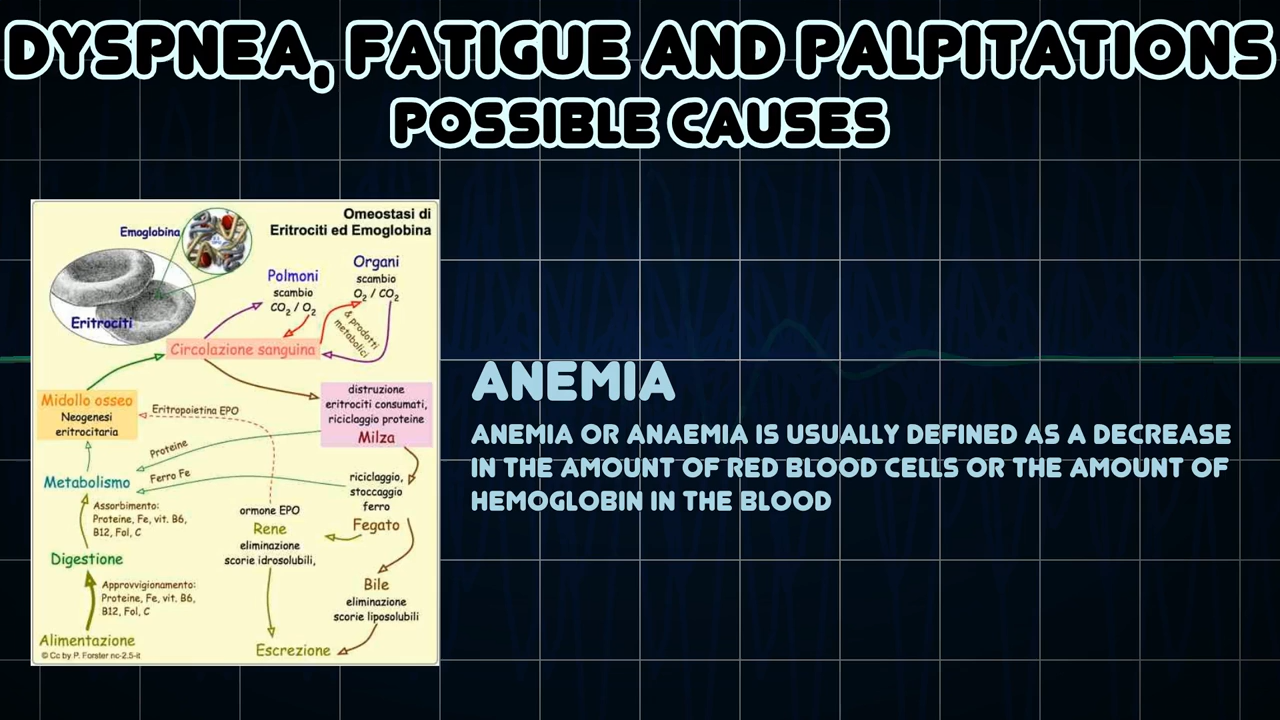 DYSPNEA, FATIGUE AND PALPITATIONS
POSSIBLE CAUSES
Omeostasi di
Eritrociti ed Emoglobina
Emoglobina
Eritrociti
Polmoni
scambio
CO2 / O2
Organi
scambio
O2 / CO2
& prodotti
metabolici
Circolazione sanguina
Midollo osseo
Neogenesi
eritrocitaria
Eritropoietina EPO
distruzione
eritrociti consumati,
riciclaggio proteine
Milza
Proteine
Ferro Fe
Metabolismo
riciclaggio,
stoccaggio
ferro
Fegato
Assorbimento:
Proteine, Fe, vit. B6,
B12, Fol, C
ormone EPO
Rene
eliminazione
scorie idrosolubili,
Digestione
Approvvigionamento:
Proteine, Fe, vit. B6,
B12, Fol, C
Bile
eliminazione
scorie liposolubili
Alimentazione
Escrezione
© Cc by P. Forster nc-2.5-it
ANEMIA
ANEMIA OR ANAEMIA IS USUALLY DEFINED AS A DECREASE
IN THE AMOUNT OF RED BLOOD CELLS OR THE AMOUNT OF
HEMOGLOBIN IN THE BLOOD